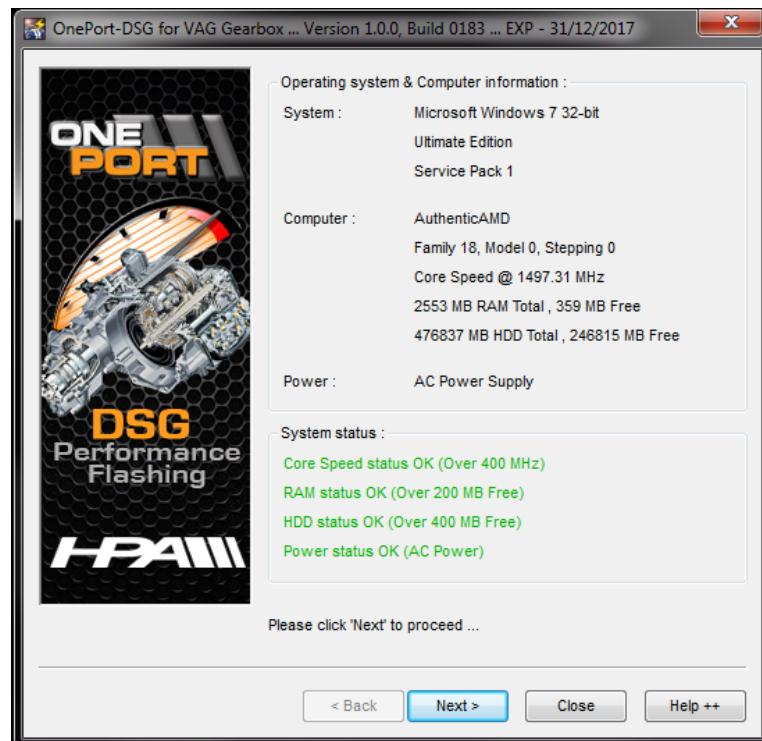 OnePort-DSG for VAG Gearbox ... Version 1.0.0, Build 0183 ... EXP - 31/12/2017
ONE
PORT
DSG
Performance
Flashing
HPA
Operating system & Computer information :
System : Microsoft Windows 7 32-bit
Ultimate Edition
Service Pack 1
Computer : AuthenticAMD
Family 18, Model 0, Stepping 0
Core Speed @ 1497.31 MHz
2553 MB RAM Total , 359 MB Free
476837 MB HDD Total , 246815 MB Free
Power : AC Power Supply
System status :
Core Speed status OK (Over 400 MHz)
RAM status OK (Over 200 MB Free)
HDD status OK (Over 400 MB Free)
Power status OK (AC Power)
Please click 'Next' to proceed ...
< Back Next > Close Help ++